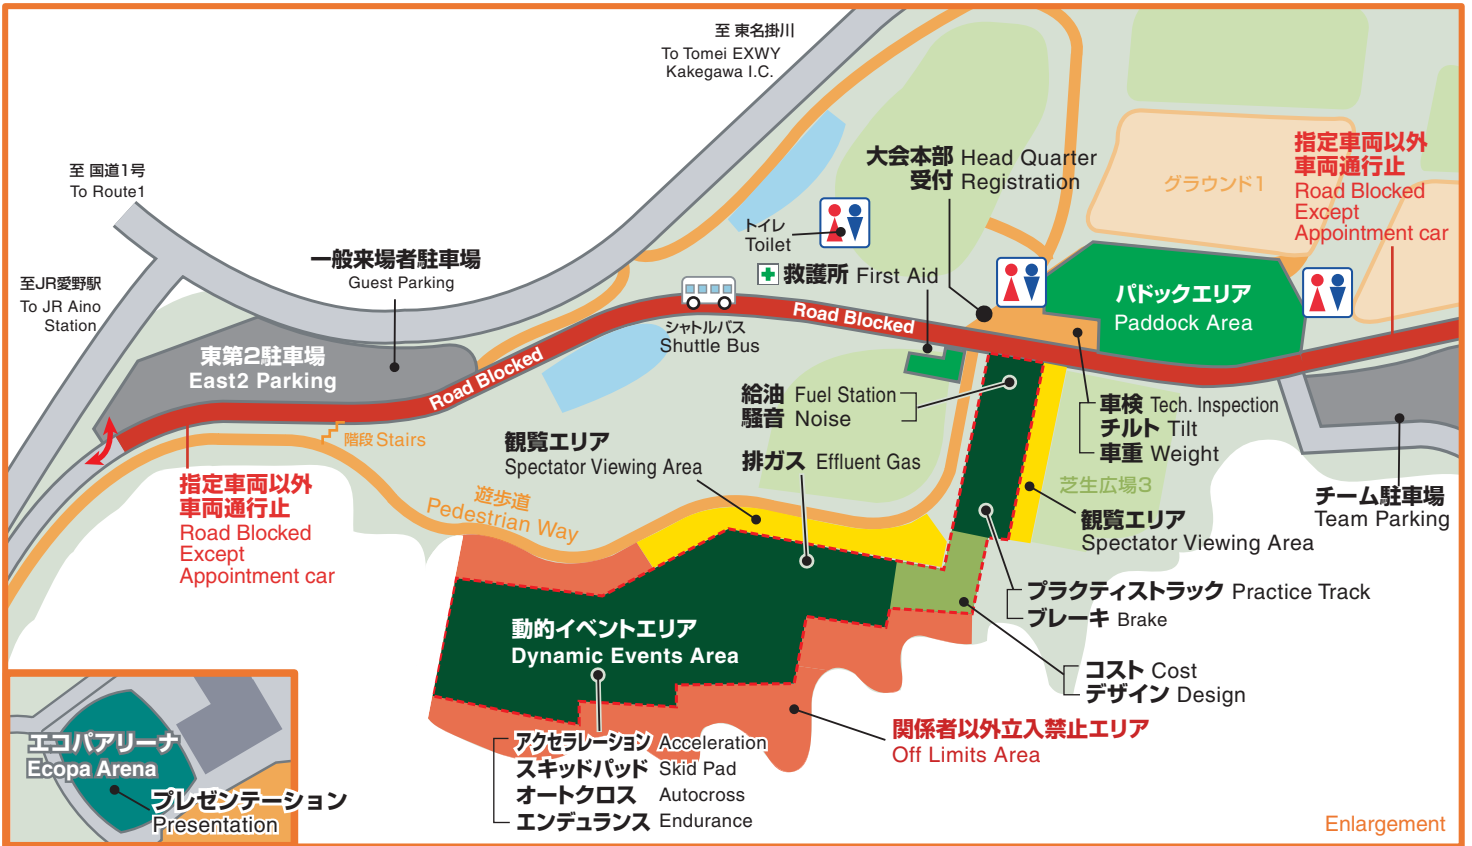 至 東名掛川
To Tomei EXWY
Kakegawa I.C.
至 国道1号
To Route1
至JR愛野駅
To JR Aino
Station
一般来場者駐車場
Guest Parking
東第2駐車場
East2 Parking
Road Blocked
階段 Stairs
指定車両以外
車両通行止
Road Blocked
Except
Appointment car
遊歩道
Pedestrian Way
観覧エリア
Spectator Viewing Area
トイレ
Toilet
救護所 First Aid
シャトルバス
Shuttle Bus
Road Blocked
大会本部 Head Quarter
受付 Registration
グラウンド1
指定車両以外
車両通行止
Road Blocked
Except
Appointment car
パドックエリア
Paddock Area
給油 Fuel Station
騒音 Noise
排ガス Effluent Gas
車検 Tech. Inspection
チルト Tilt
車重 Weight
芝生広場3
観覧エリア
Spectator Viewing Area
チーム駐車場
Team Parking
プラクティストラック Practice Track
ブレーキ Brake
コスト Cost
デザイン Design
動的イベントエリア
Dynamic Events Area
関係者以外立入禁止エリア
Off Limits Area
アクセラレーション Acceleration
スキッドパッド Skid Pad
オートクロス Autocross
エンデュランス Endurance
エコパアリーナ
Ecopa Arena
プレゼンテーション
Presentation
Enlargement